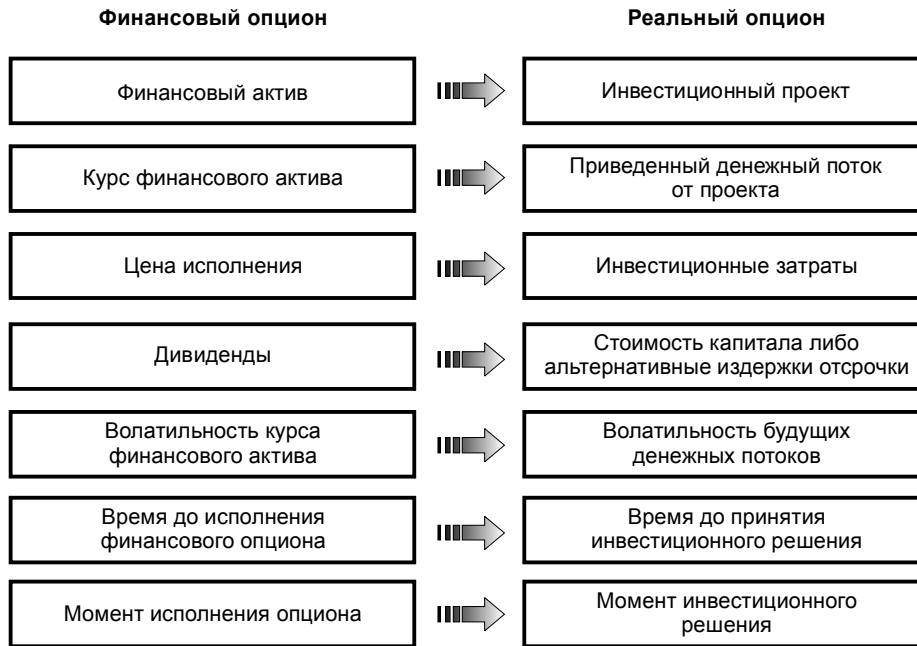 Финансовый опцион
Реальный опцион
Финансовый актив
Инвестиционный проект
Курс финансового актива
Приведенный денежный поток
от проекта
Цена исполнения
Инвестиционные затраты
Дивиденды
Стоимость капитала либо
альтернативные издержки отсрочки
Волатильность курса
финансового актива
Волатильность будущих
денежных потоков
Время до исполнения
финансового опциона
Время до принятия
инвестиционного решения
Момент исполнения опциона
Момент инвестиционного
решения